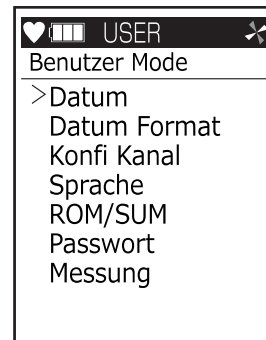 USER
Benutzer Mode
>Datum
Datum Format
Konfi Kanal
Sprache
ROM/SUM
Passwort
Messung